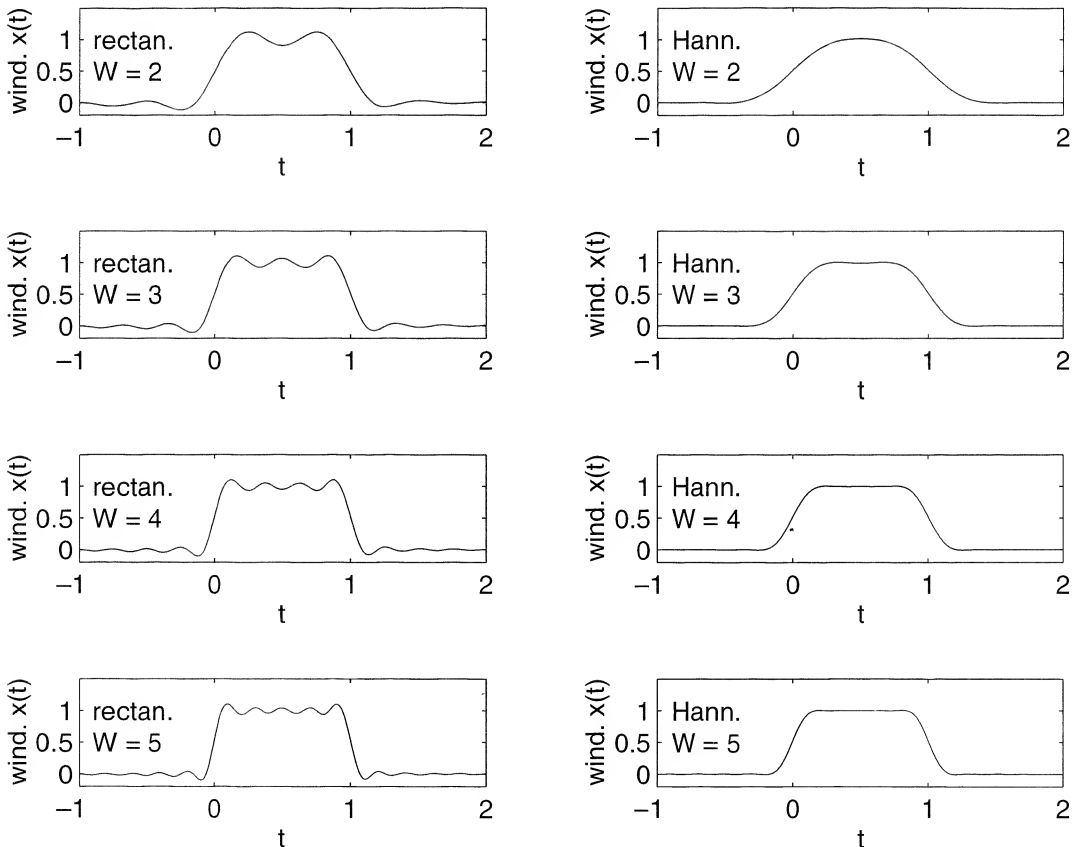 wind. x(t)
1
0.5
0
rectan.
W = 2
−1
0
1
2
t
wind. x(t)
1
0.5
0
Hann.
W = 2
−1
0
1
2
t
wind. x(t)
1
0.5
0
rectan.
W = 3
−1
0
1
2
t
wind. x(t)
1
0.5
0
Hann.
W = 3
−1
0
1
2
t
wind. x(t)
1
0.5
0
rectan.
W = 4
−1
0
1
2
t
wind. x(t)
1
0.5
0
Hann.
W = 4
−1
0
1
2
t
wind. x(t)
1
0.5
0
rectan.
W = 5
−1
0
1
2
t
wind. x(t)
1
0.5
0
Hann.
W = 5
−1
0
1
2
t